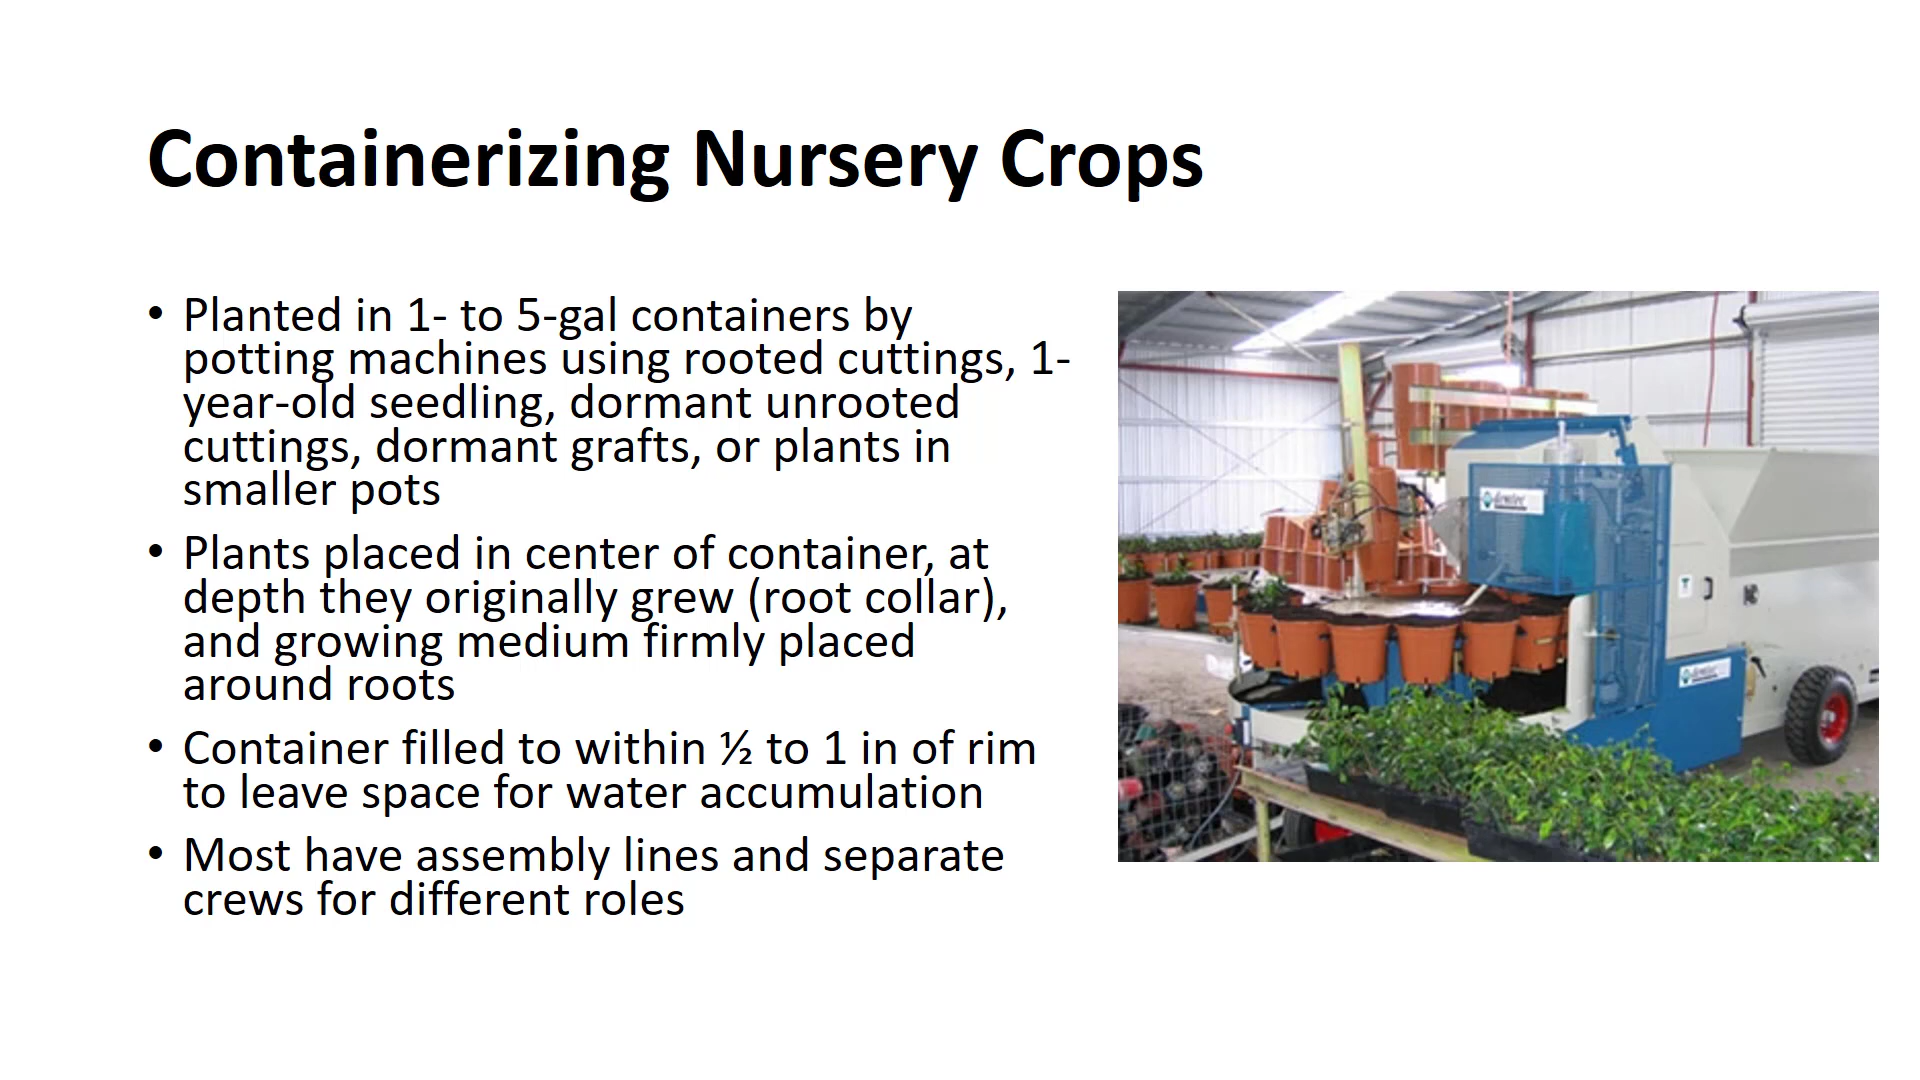 Containerizing Nursery Crops
• Planted in 1- to 5-gal containers by
potting machines using rooted cuttings, 1-
year-old seedling, dormant unrooted
cuttings, dormant grafts, or plants in
smaller pots
• Plants placed in center of container, at
depth they originally grew (root collar),
and growing medium firmly placed
around roots
• Container filled to within ½ to 1 in of rim
to leave space for water accumulation
• Most have assembly lines and separate
crews for different roles